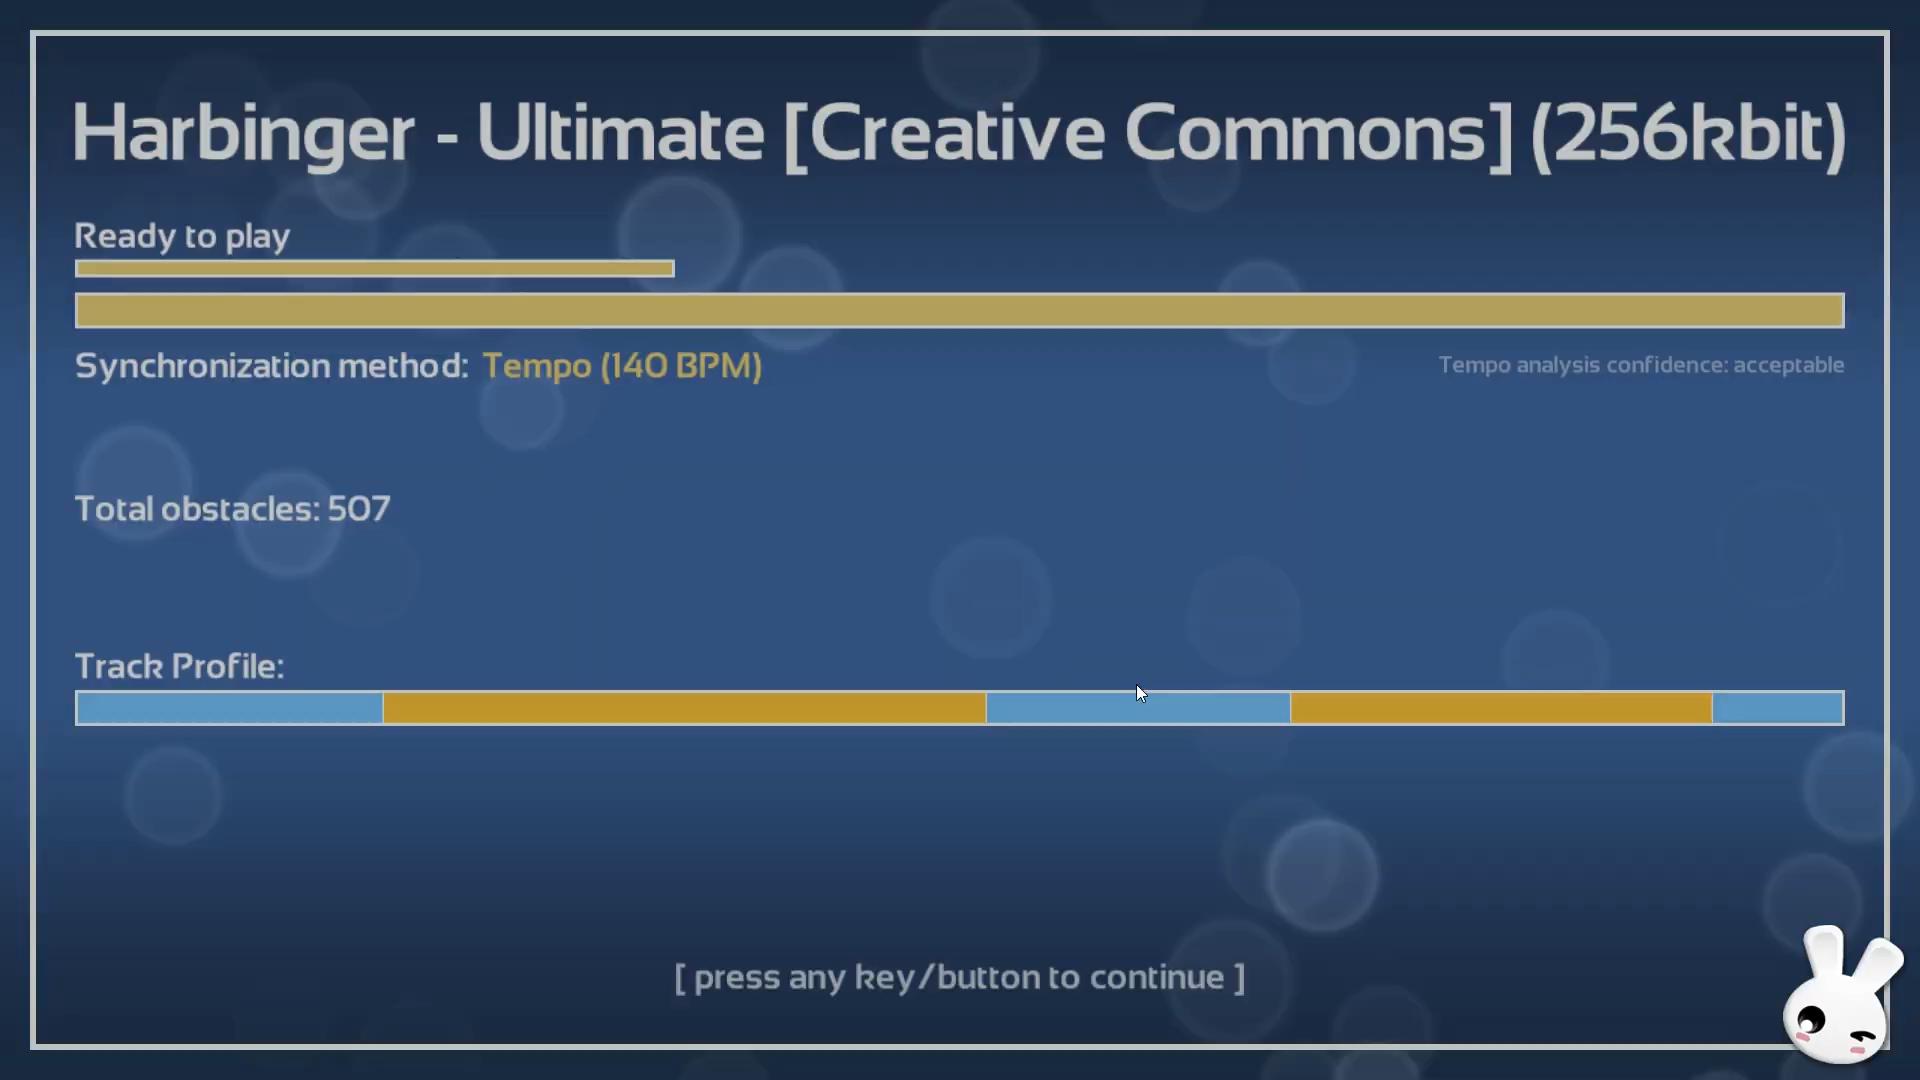 Harbinger - Ultimate [Creative Commons] (256kbit)
Ready to play
Synchronization method: Tempo (140 BPM)
Tempo analysis confidence: acceptable
Total obstacles: 507
Track Profile:
[ press any key/button to continue ]